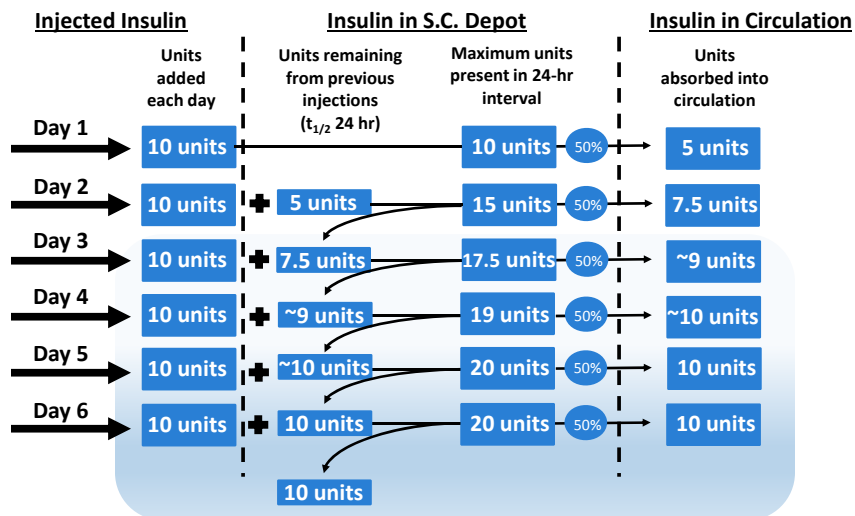 Injected Insulin
Insulin in S.C. Depot
Insulin in Circulation
Units
added
each day
Units remaining
from previous
injections
(t1/2 24 hr)
Maximum units
present in 24-hr
interval
Units
absorbed into
circulation
Day 1
10 units
10 units
50%
5 units
Day 2
10 units
+
5 units
15 units
50%
7.5 units
Day 3
10 units
+
7.5 units
17.5 units
50%
~9 units
Day 4
10 units
+
~9 units
19 units
50%
~10 units
Day 5
10 units
+
~10 units
20 units
50%
10 units
Day 6
10 units
+
10 units
20 units
50%
10 units
10 units